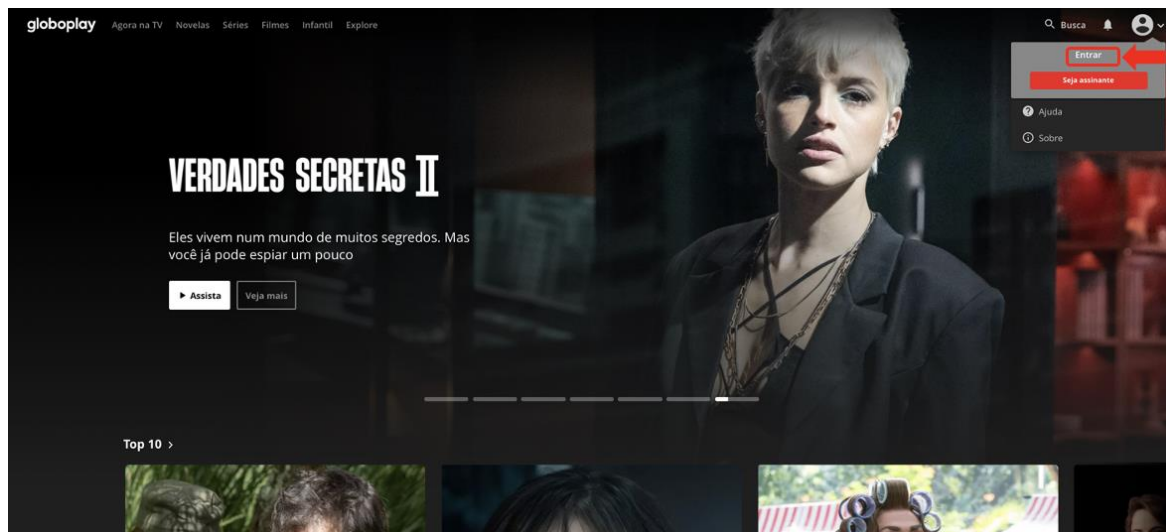 globoplay Agora na TV Novelas Séries Filmes Infantil Explore Busca
Entrar
Seja assinante
Ajuda
Sobre
VERDADES SECRETAS II
Eles vivem num mundo de muitos segredos. Mas
você já pode espiar um pouco
Assista Veja mais
Top 10 >